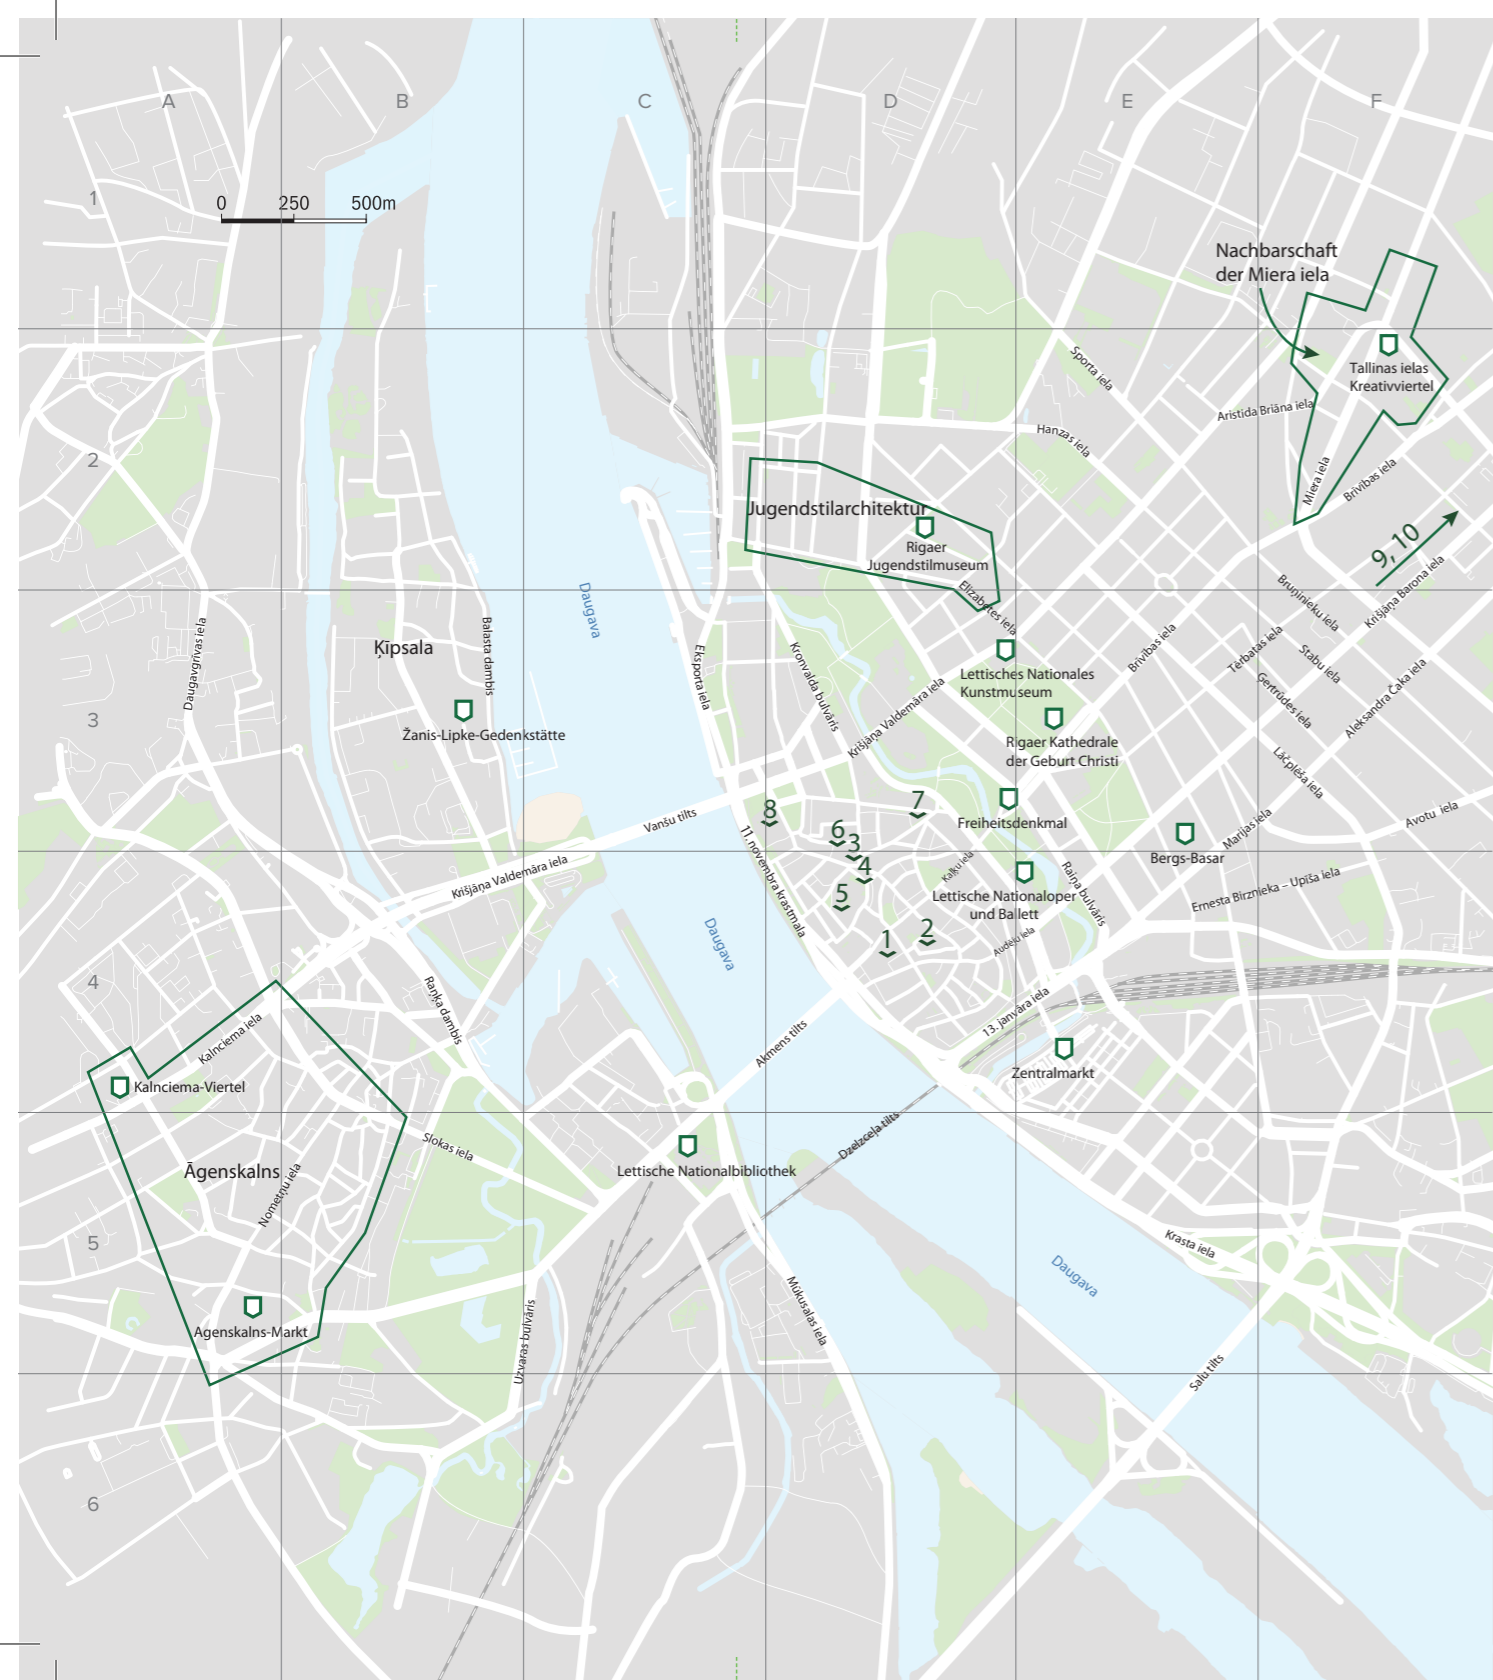 A
B
C
D
E
F
1
0 250 500m
Nachbarschaft
der Miera iela
Tallinas ielas
Kreativviertel
Sporta iela
Aristida Briāna iela
Hanzas iela
2
Miera iela
Brīvības iela
Jugendstilarchitektur
Rigaer
Jugendstilmuseum
9, 10
Elizabetes iela
Bruņinieku iela
Krišjāņa Barona iela
Daugava
Daugavgrīvas iela
Ķīpsala
Balasta dambis
Eksporta iela
Kronvalda bulvāris
Lettisches Nationales
Kunstmuseum
Brīvības iela
Tērbatas iela
Stabu iela
Ģertrūdes iela
Aleksandra Čaka iela
3
Žanis-Lipke-Gedenkstätte
Krišjāņa Valdemāra iela
Rigaer Kathedrale
der Geburt Christi
Lāčplēša iela
8
7
Freiheitsdenkmal
Vanšu tilts
11. novembra krastmala
6
3
4
5
Bergs-Basar
Marijas iela
Avotu iela
Krišjāņa Valdemāra iela
Kaļķu iela
Lettische Nationaloper
und Ballett
Raiņa bulvāris
Ernesta Birznieka – Upīša iela
Daugava
1
2
Audēju iela
4
Raņka dambis
13. janvāra iela
Kalnciema iela
Akmens tilts
Zentralmarkt
Kalnciema-Viertel
Slokas iela
Dzelzceļa tilts
Āgenskalns
Nometņu iela
Lettische Nationalbibliothek
5
Krasta iela
Daugava
Mūkusalas iela
Agenskalns-Markt
Uzvaras bulvāris
Salu tilts
6